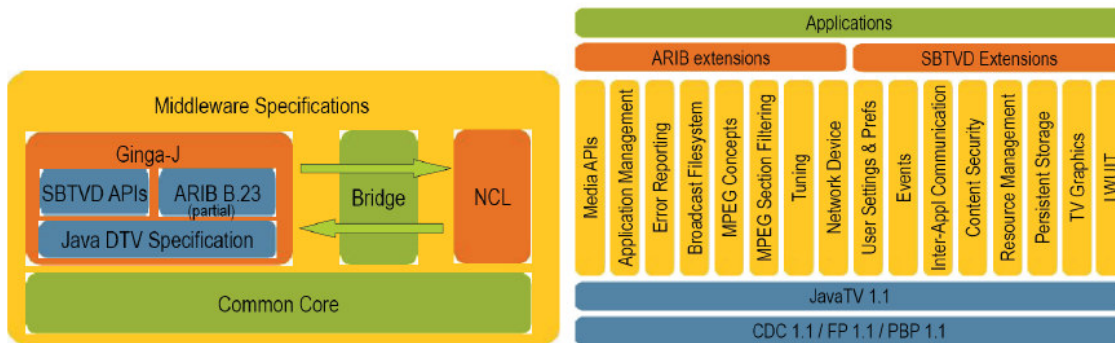 Middleware Specifications
Ginga-J
SBTVD APIs
ARIB B.23
(partial)
Java DTV Specification
Bridge
NCL
Common Core
Applications
ARIB extensions
SBTVD Extensions
Media APIs
Application Management
Error Reporting
Broadcast Filesystem
MPEG Concepts
MPEG Section Filtering
Tuning
Network Device
User Settings & Prefs
Events
Inter-Appl Communication
Content Security
Resource Management
Persistent Storage
TV Graphics
LWUIT
JavaTV 1.1
CDC 1.1 / FP 1.1 / PBP 1.1